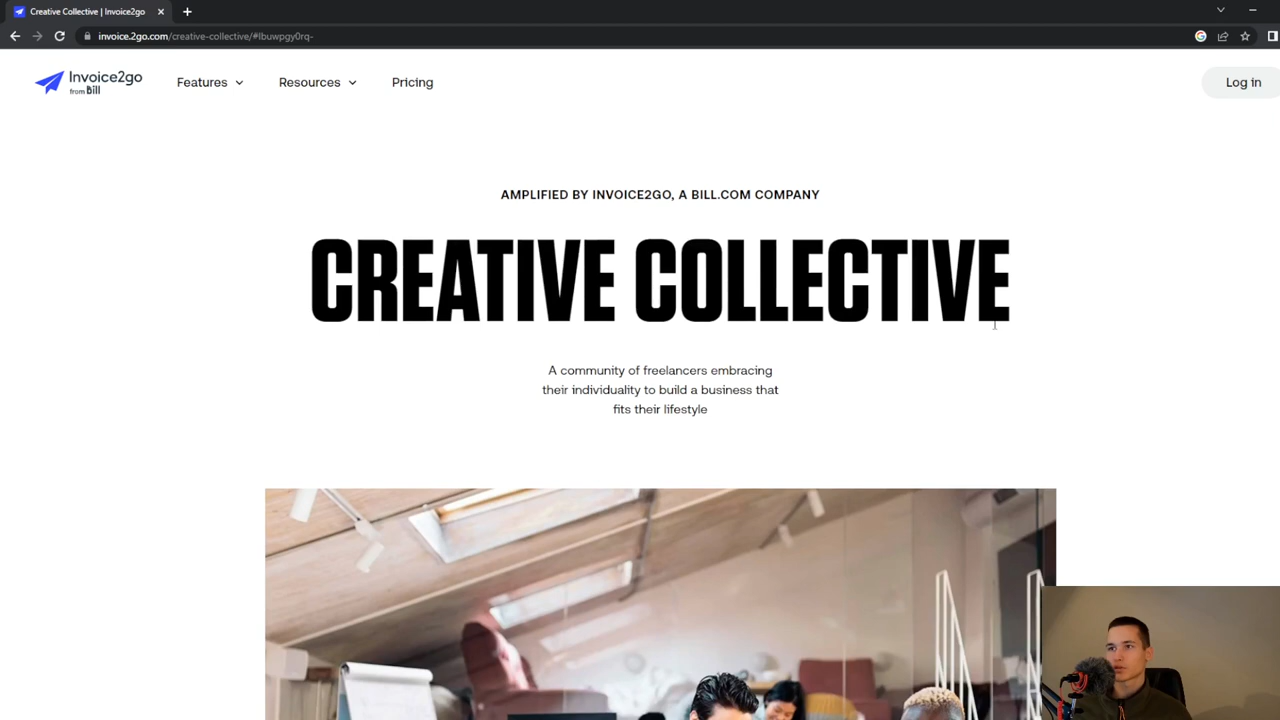 Creative Collective | Invoice2go
invoice.2go.com/creative-collective/#lbuwpgy0rq-
Invoice2go
from Bill
Features
Resources
Pricing
Log in
AMPLIFIED BY INVOICE2GO, A BILL.COM COMPANY
CREATIVE COLLECTIVE
A community of freelancers embracing
their individuality to build a business that
fits their lifestyle